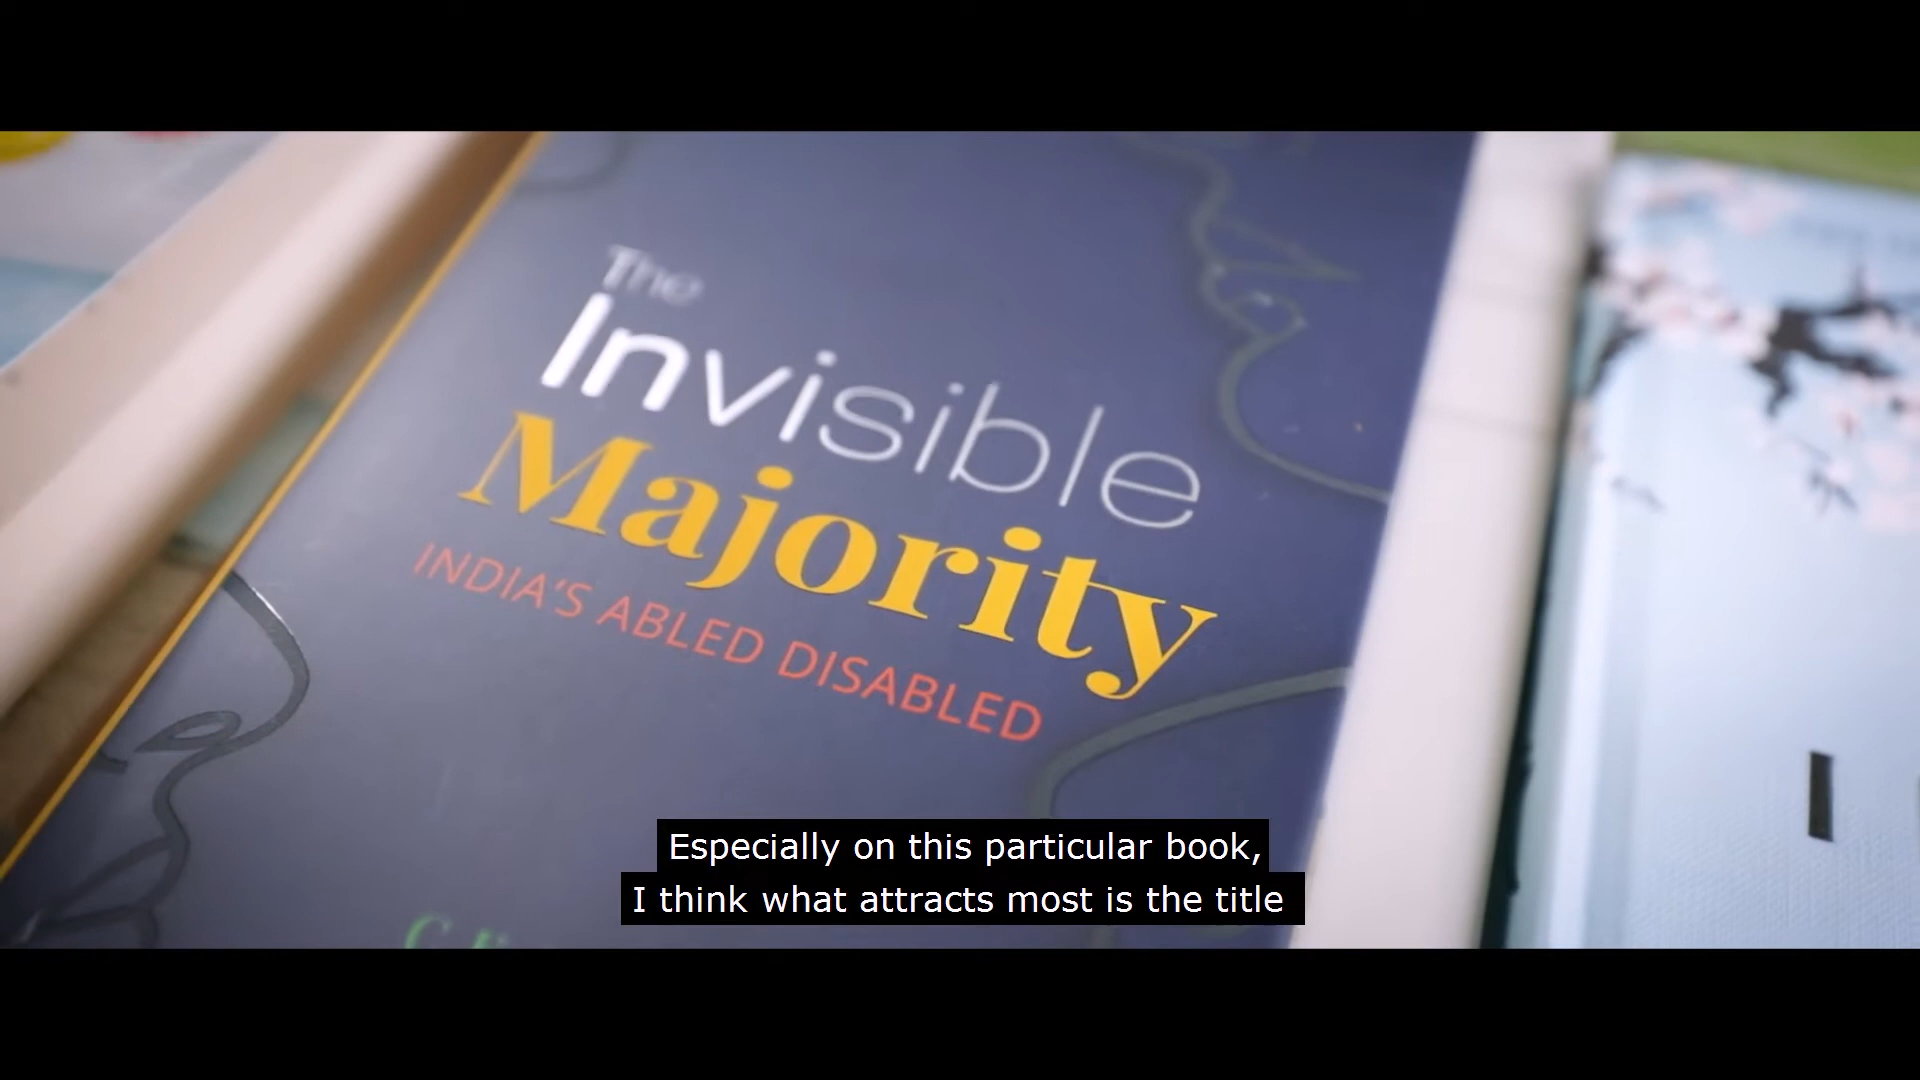 The
Invisible
Majority
INDIA'S ABLED DISABLED
Especially on this particular book,
I think what attracts most is the title